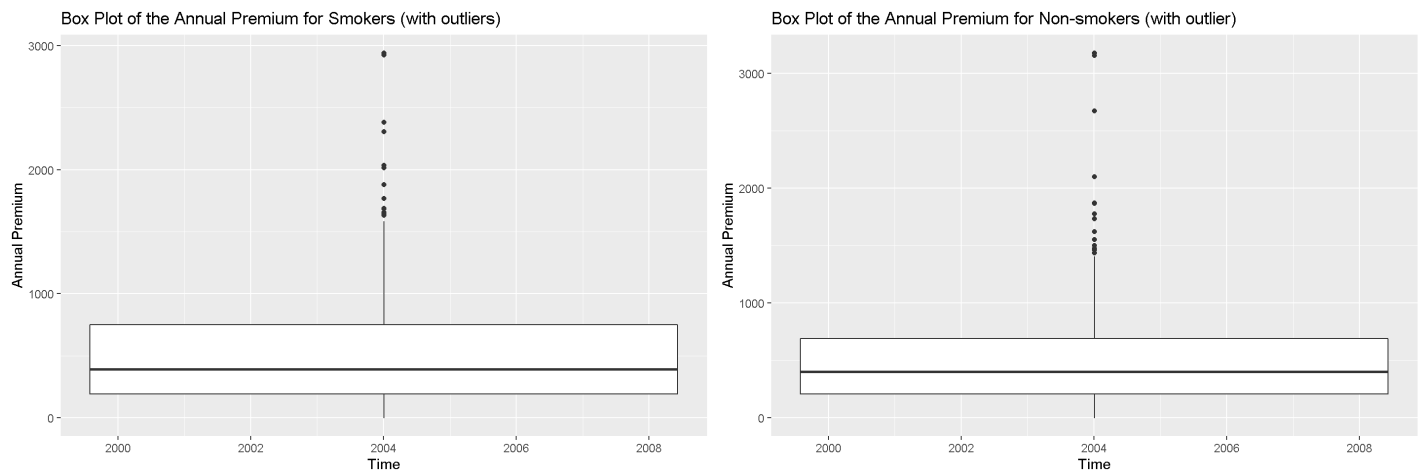 Box Plot of the Annual Premium for Smokers (with outliers)
3000
2000
1000
0
Annual Premium
2000 2002 2004 2006 2008
Time
Box Plot of the Annual Premium for Non-smokers (with outlier)
3000
2000
1000
0
Annual Premium
2000 2002 2004 2006 2008
Time